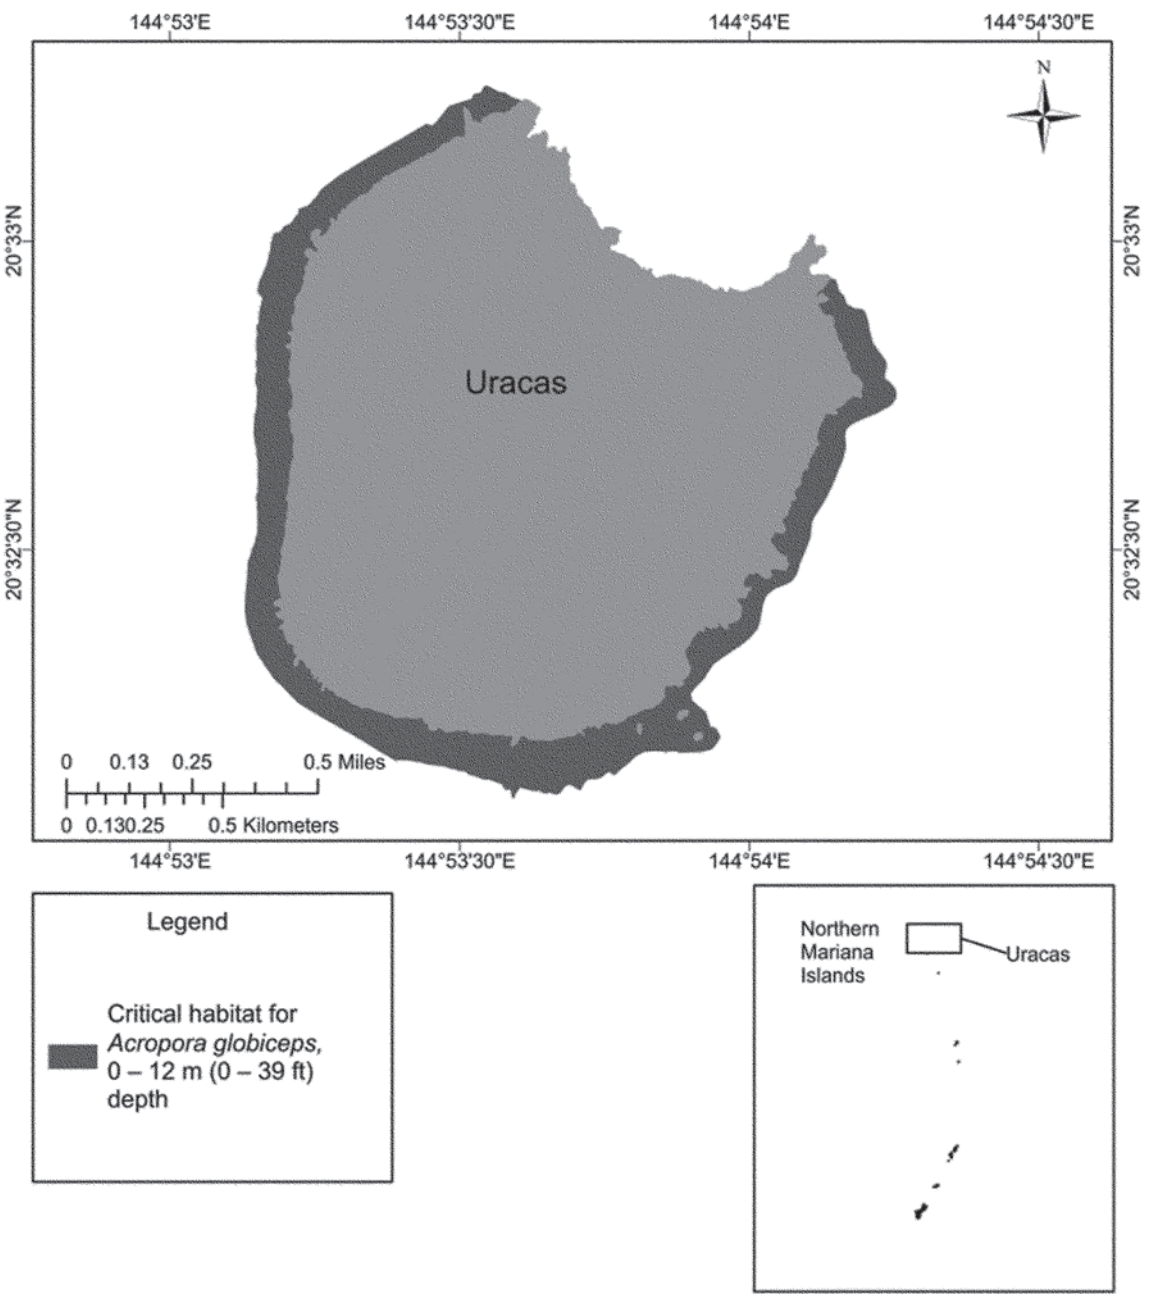 144°53'E 144°53'30"E 144°54'E 144°54'30"E
N
20°33'N 20°33'N
Uracas
20°32'30"N 20°32'30"N
0 0.13 0.25 0.5 Miles
0 0.130.25 0.5 Kilometers
144°53'E 144°53'30"E 144°54'E 144°54'30"E
Legend
Critical habitat for
Acropora globiceps,
0 – 12 m (0 – 39 ft)
depth
Northern
Mariana
Islands
Uracas